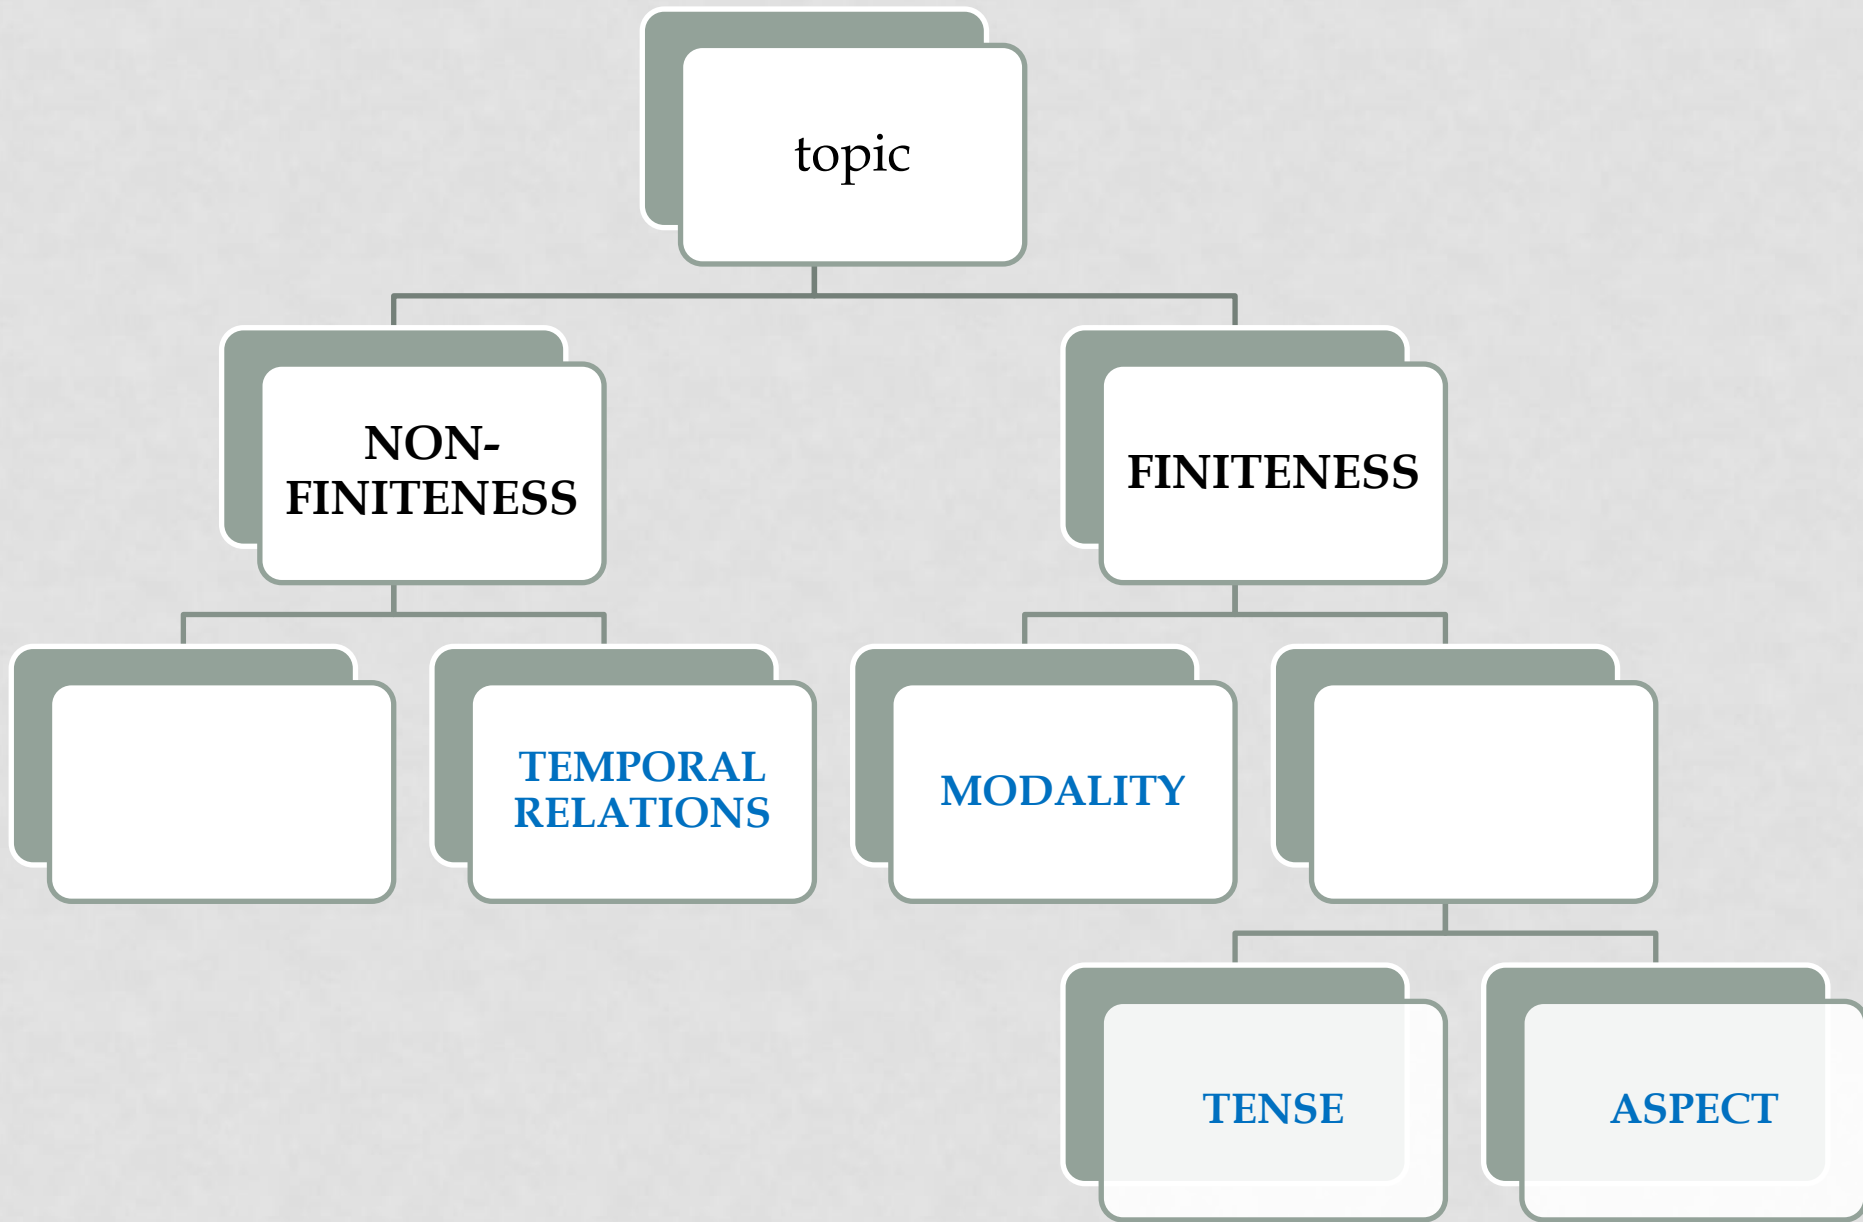 topic
NON-
FINITENESS
FINITENESS
TEMPORAL
RELATIONS
MODALITY
TENSE
ASPECT